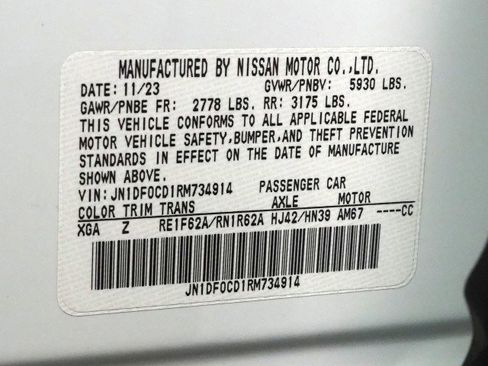 MANUFACTURED BY NISSAN MOTOR CO.,LTD.
DATE: 11/23 GVWR/PNBV: 5930 LBS.
GAWR/PNBE FR: 2778 LBS. RR: 3175 LBS.
THIS VEHICLE CONFORMS TO ALL APPLICABLE FEDERAL
MOTOR VEHICLE SAFETY,BUMPER,AND THEFT PREVENTION
STANDARDS IN EFFECT ON THE DATE OF MANUFACTURE
SHOWN ABOVE.
VIN: JN1DF0CD1RM734914 PASSENGER CAR
COLOR TRIM TRANS AXLE MOTOR
XGA Z RE1F62A/RN1R62A HJ42/HN39 AM67 ----CC
JN1DF0CD1RM734914